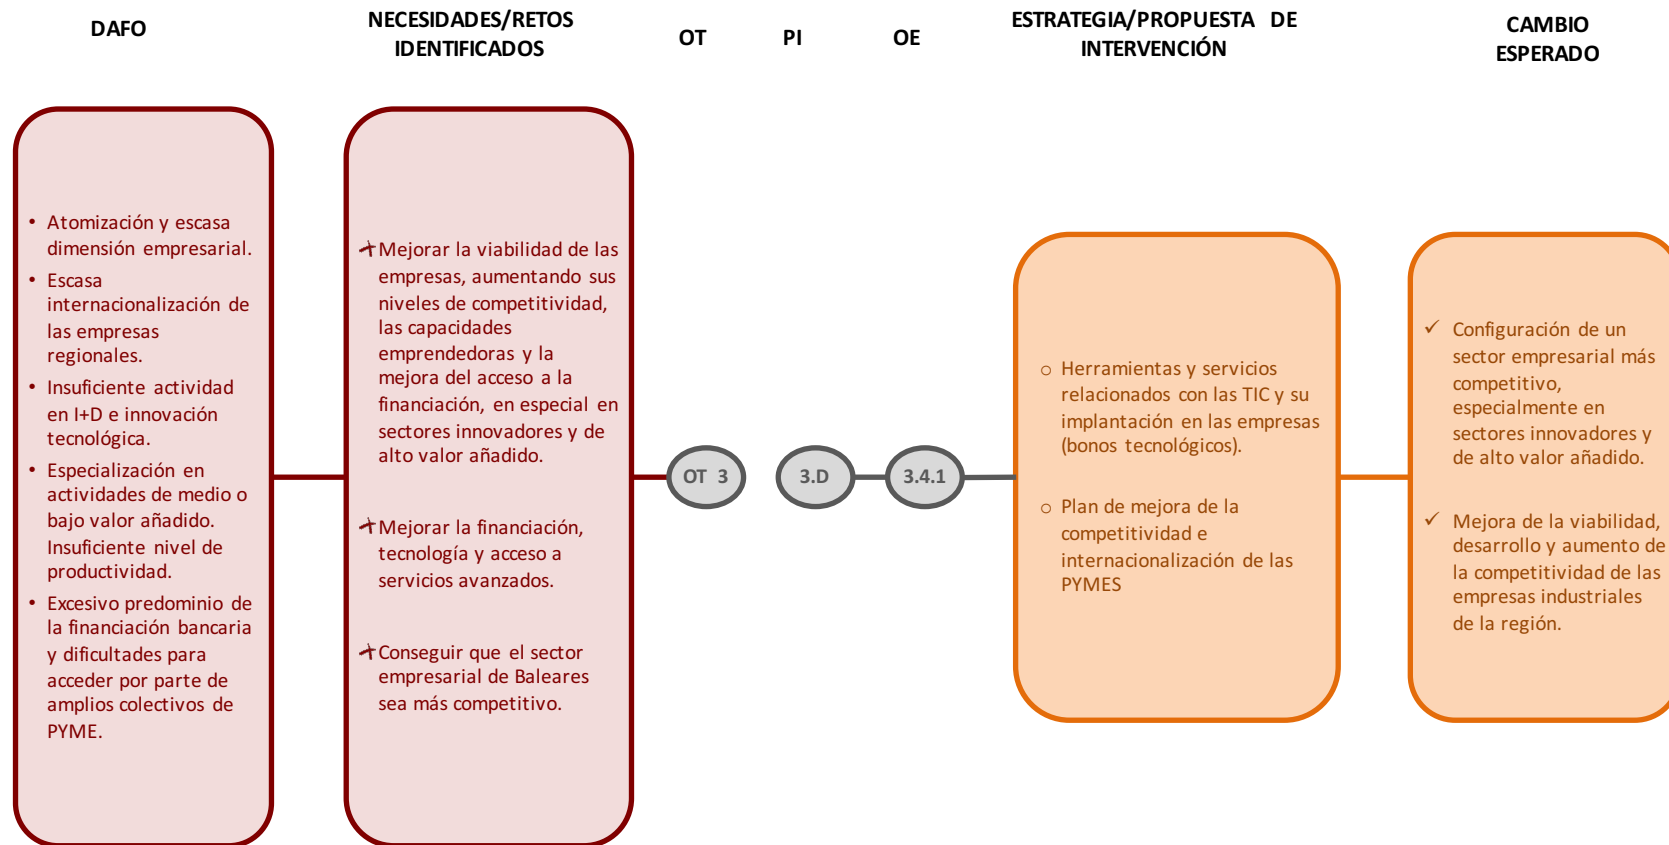 DAFO
NECESIDADES/RETOS
IDENTIFICADOS
OT
PI
OE
ESTRATEGIA/PROPUESTA DE
INTERVENCIÓN
CAMBIO
ESPERADO
• Atomización y escasa
dimensión empresarial.
• Escasa
internacionalización de
las empresas
regionales.
• Insuficiente actividad
en I+D e innovación
tecnológica.
• Especialización en
actividades de medio o
bajo valor añadido.
Insuficiente nivel de
productividad.
• Excesivo predominio de
la financiación bancaria
y dificultades para
acceder por parte de
amplios colectivos de
PYME.
Mejorar la viabilidad de las
empresas, aumentando sus
niveles de competitividad,
las capacidades
emprendedoras y la
mejora del acceso a la
financiación, en especial en
sectores innovadores y de
alto valor añadido.
Mejorar la financiación,
tecnología y acceso a
servicios avanzados.
Conseguir que el sector
empresarial de Baleares
sea más competitivo.
OT 3
3.D
3.4.1
o Herramientas y servicios
relacionados con las TIC y su
implantación en las empresas
(bonos tecnológicos).
o Plan de mejora de la
competitividad e
internacionalización de las
PYMES
✓ Configuración de un
sector empresarial más
competitivo,
especialmente en
sectores innovadores y
de alto valor añadido.
✓ Mejora de la viabilidad,
desarrollo y aumento de
la competitividad de las
empresas industriales
de la región.